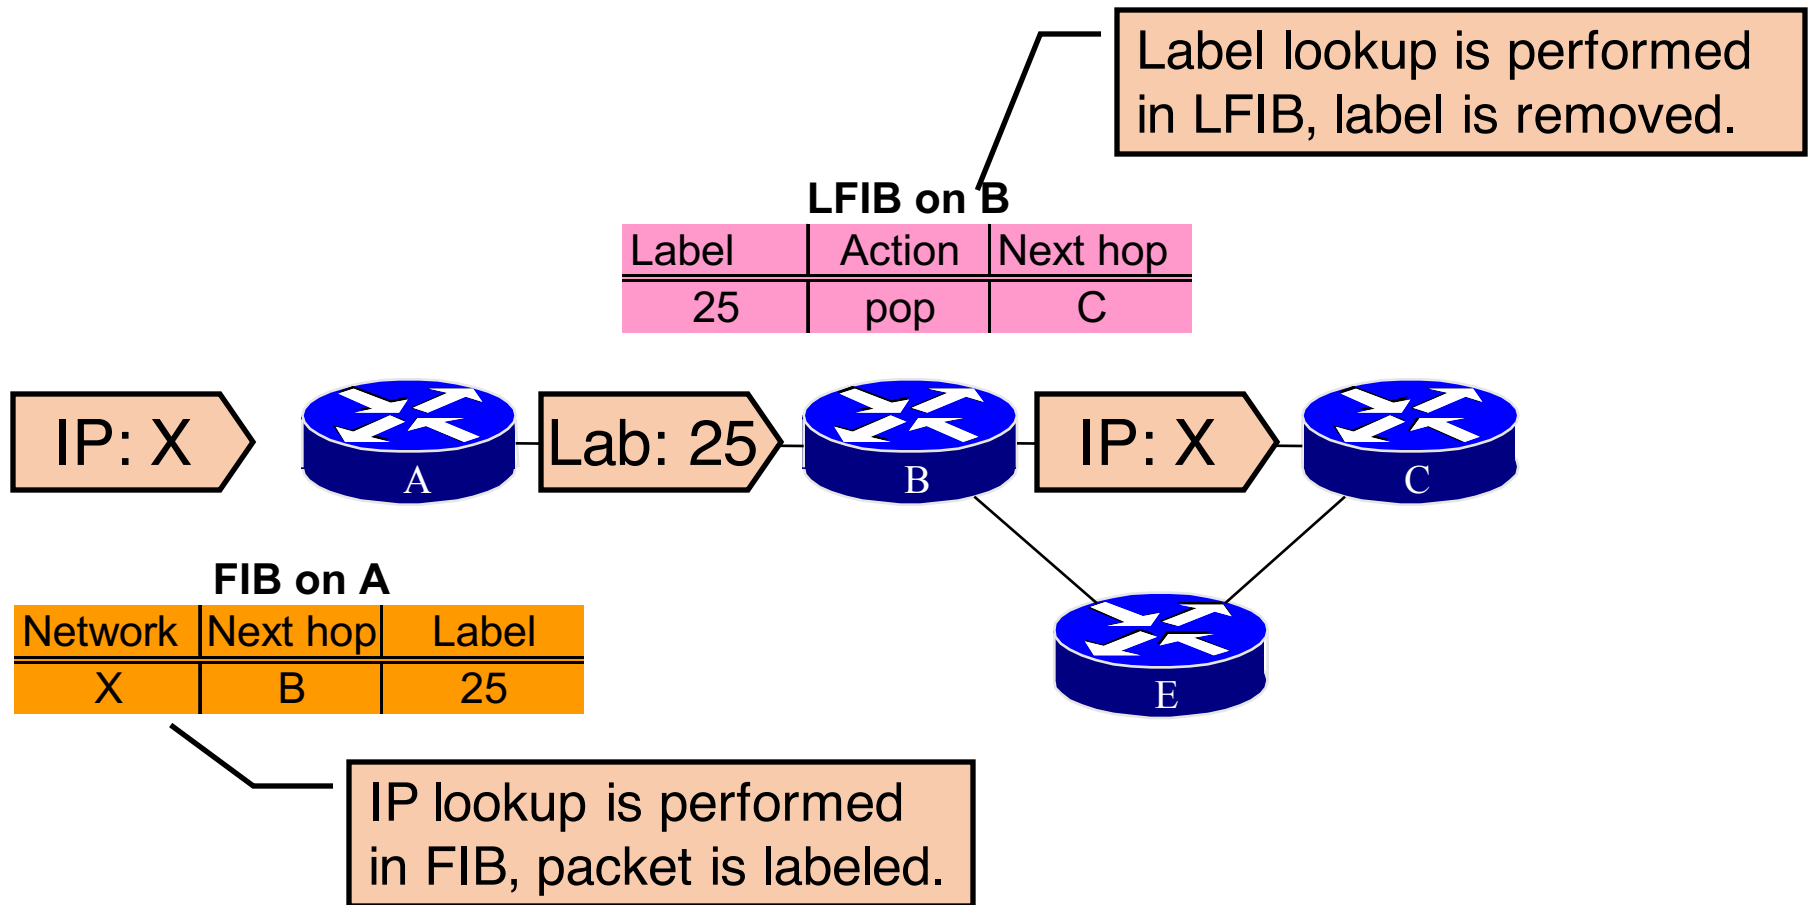 Label lookup is performed
in LFIB, label is removed.
LFIB on B
Label Action Next hop
25 pop C
IP: X
A
Lab: 25
B
IP: X
C
FIB on A
Network Next hop Label
X B 25
E
IP lookup is performed
in FIB, packet is labeled.